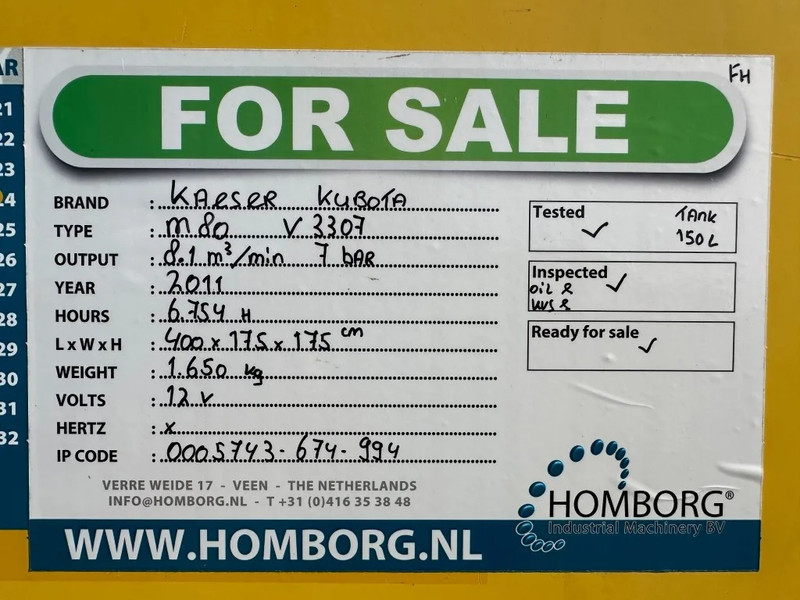 FH
FOR SALE
BRAND : KAESER KUBOTA
TYPE : M80 V3307
OUTPUT : 8.1 m³/min 7 BAR
YEAR : 2011
HOURS : 6.754 H
L x W x H : 400 x 175 x 175 cm
WEIGHT : 1.650 kg
VOLTS : 12 V
HERTZ : x
IP CODE : 0005743-674-994
Tested ✓ TANK
150 L
Inspected ✓
OIL &
Ready for sale ✓
VERRE WEIDE 17 - VEEN - THE NETHERLANDS
INFO@HOMBORG.NL - T +31 (0)416 35 38 48
HOMBORG®
Industrial Machinery BV
WWW.HOMBORG.NL
AR
21
22
23
24
25
26
27
28
29
30
31
32